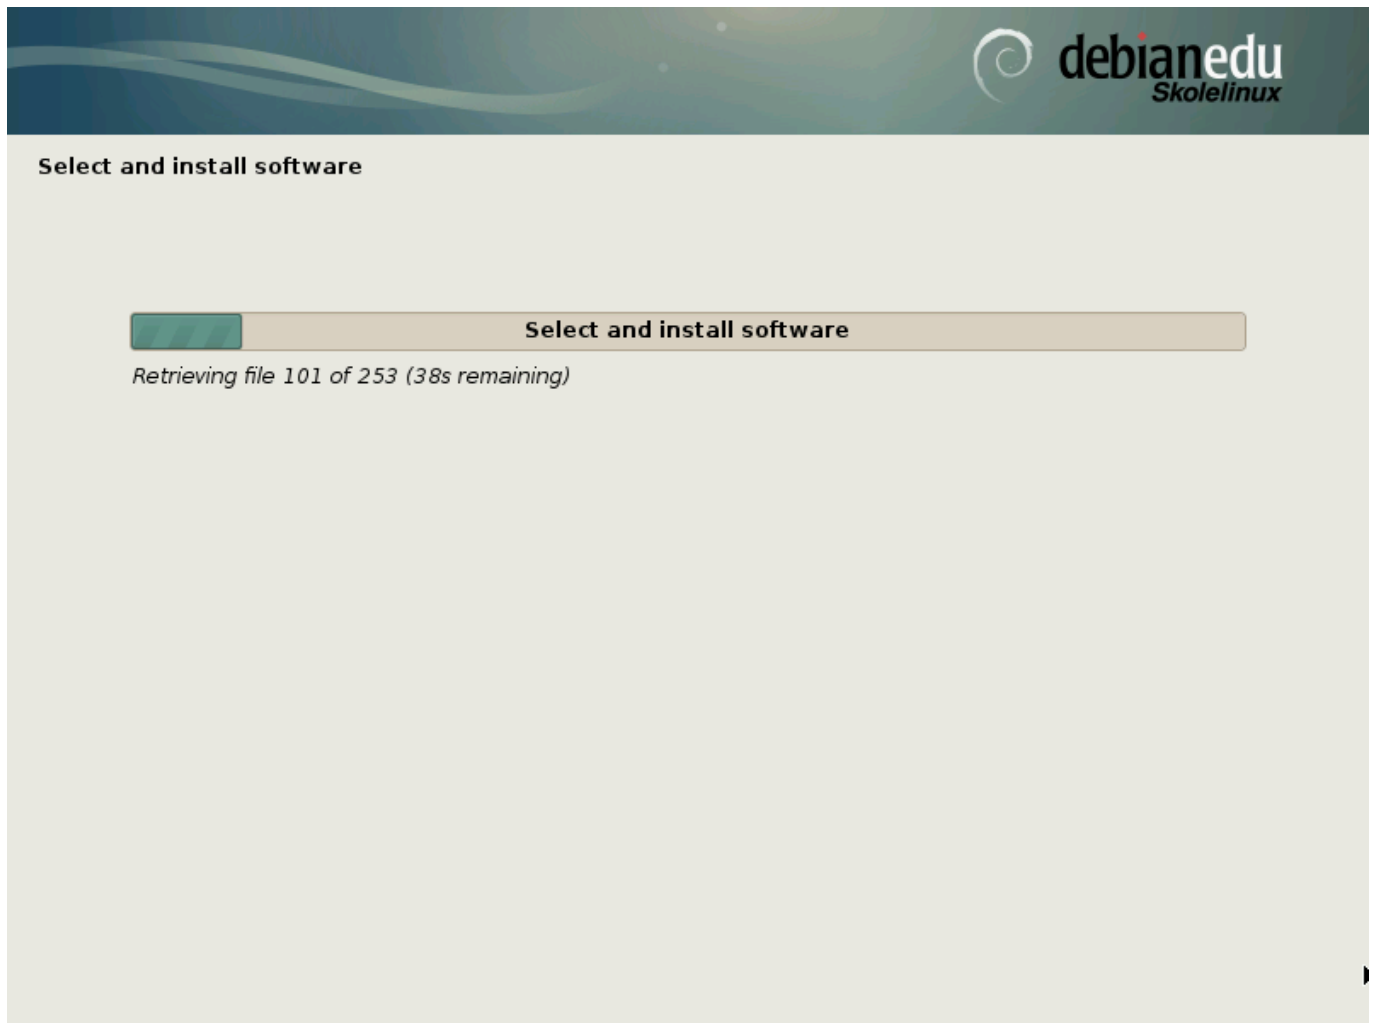 debianedu
Skolelinux
Select and install software
Select and install software
Retrieving file 101 of 253 (38s remaining)